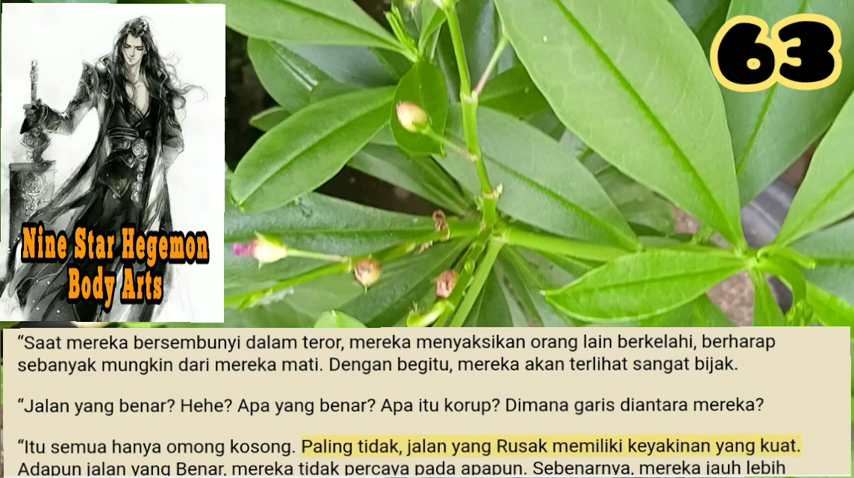 63
Nine Star Hegemon
Body Arts
“Saat mereka bersembunyi dalam teror, mereka menyaksikan orang lain berkelahi, berharap
sebanyak mungkin dari mereka mati. Dengan begitu, mereka akan terlihat sangat bijak.
“Jalan yang benar? Hehe? Apa yang benar? Apa itu korup? Dimana garis diantara mereka?
“Itu semua hanya omong kosong. Paling tidak, jalan yang Rusak memiliki keyakinan yang kuat.
Adapun jalan yang Benar, mereka tidak percaya pada apapun. Sebenarnya, mereka jauh lebih